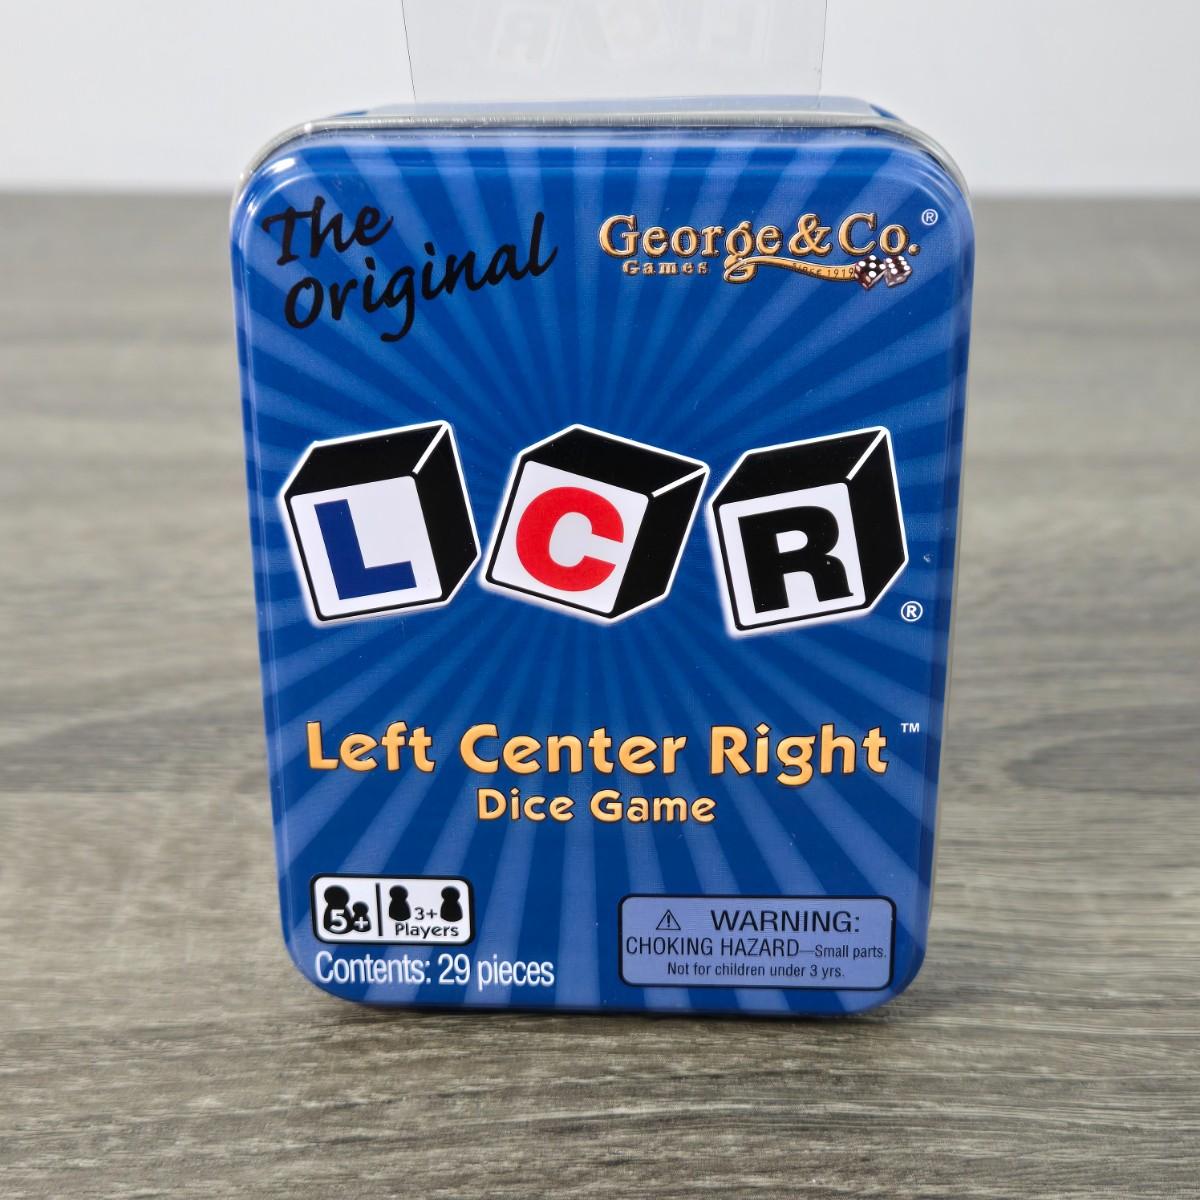 The
Original
George & Co.®
Games
SINCE 1919
L C R ®
Left Center Right™
Dice Game
5+
3+
Players
Contents: 29 pieces
⚠ WARNING:
CHOKING HAZARD—Small parts.
Not for children under 3 yrs.